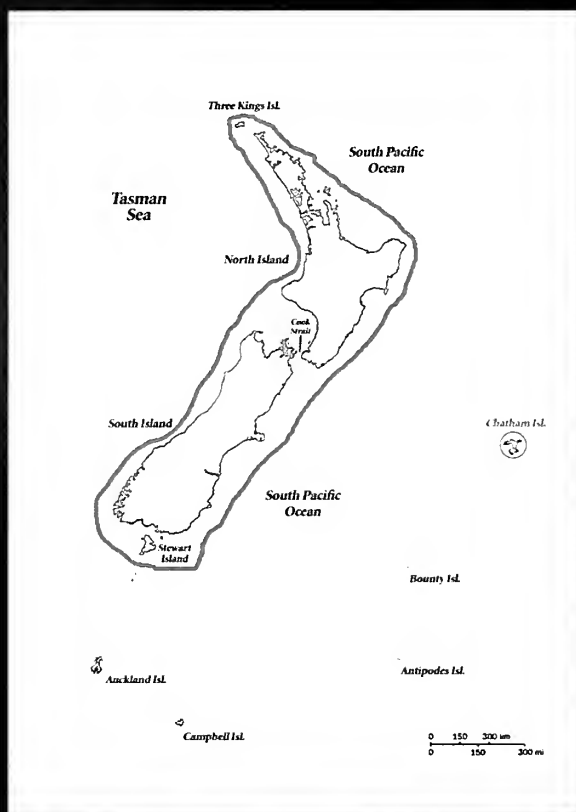 Three Kings Isl.
South Pacific
Ocean
Tasman
Sea
North Island
Cook
Strait
South Island
Chatham Isl.
South Pacific
Ocean
Stewart
Island
Bounty Isl.
Auckland Isl.
Antipodes Isl.
Campbell Isl.
0 150 300 km
0 150 300 mi